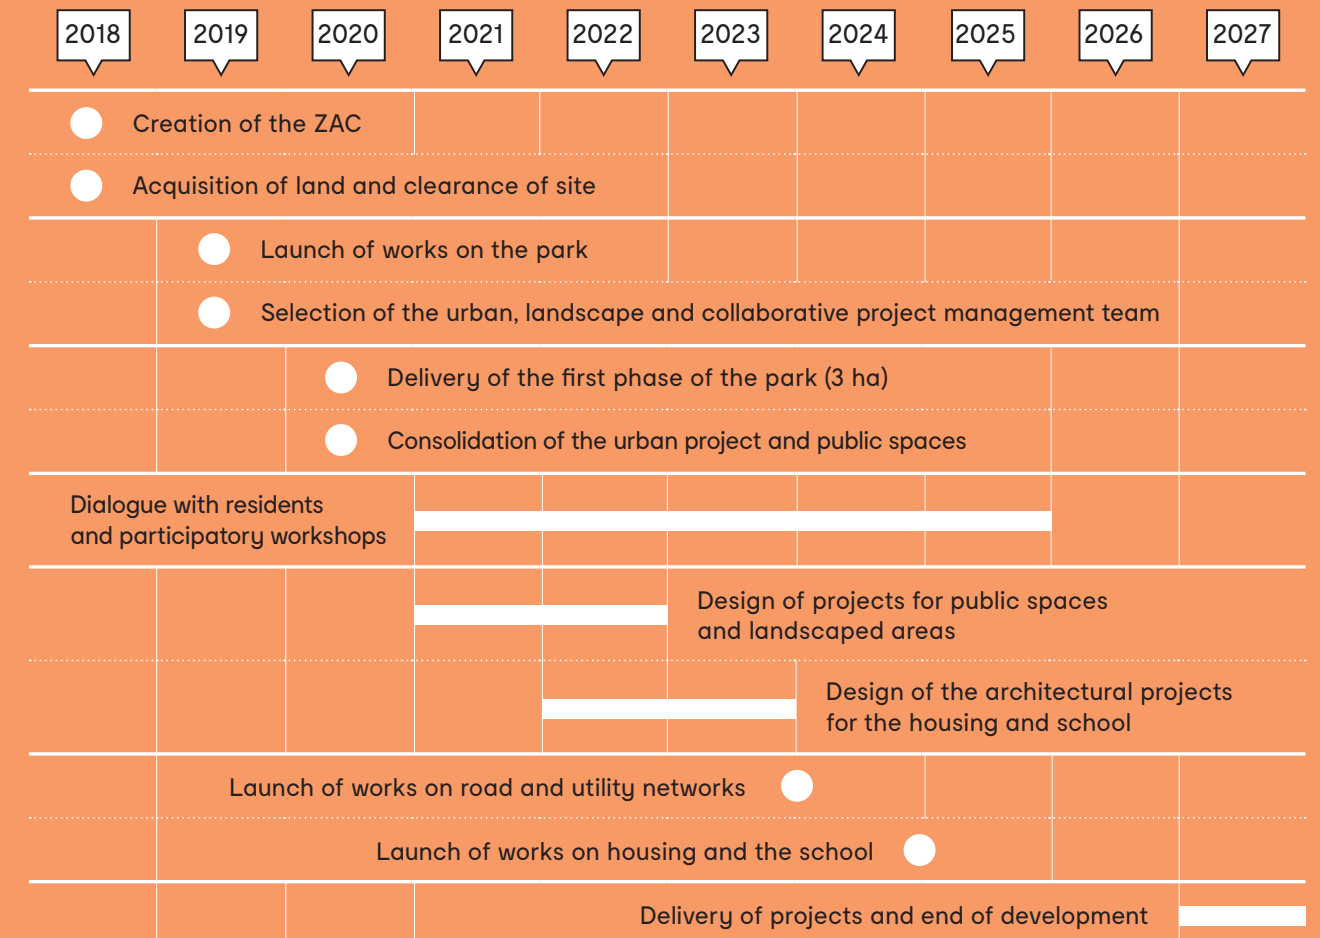 2018 2019 2020 2021 2022 2023 2024 2025 2026 2027
Creation of the ZAC
Acquisition of land and clearance of site
Launch of works on the park
Selection of the urban, landscape and collaborative project management team
Delivery of the first phase of the park (3 ha)
Consolidation of the urban project and public spaces
Dialogue with residents
and participatory workshops
Design of projects for public spaces
and landscaped areas
Design of the architectural projects
for the housing and school
Launch of works on road and utility networks
Launch of works on housing and the school
Delivery of projects and end of development